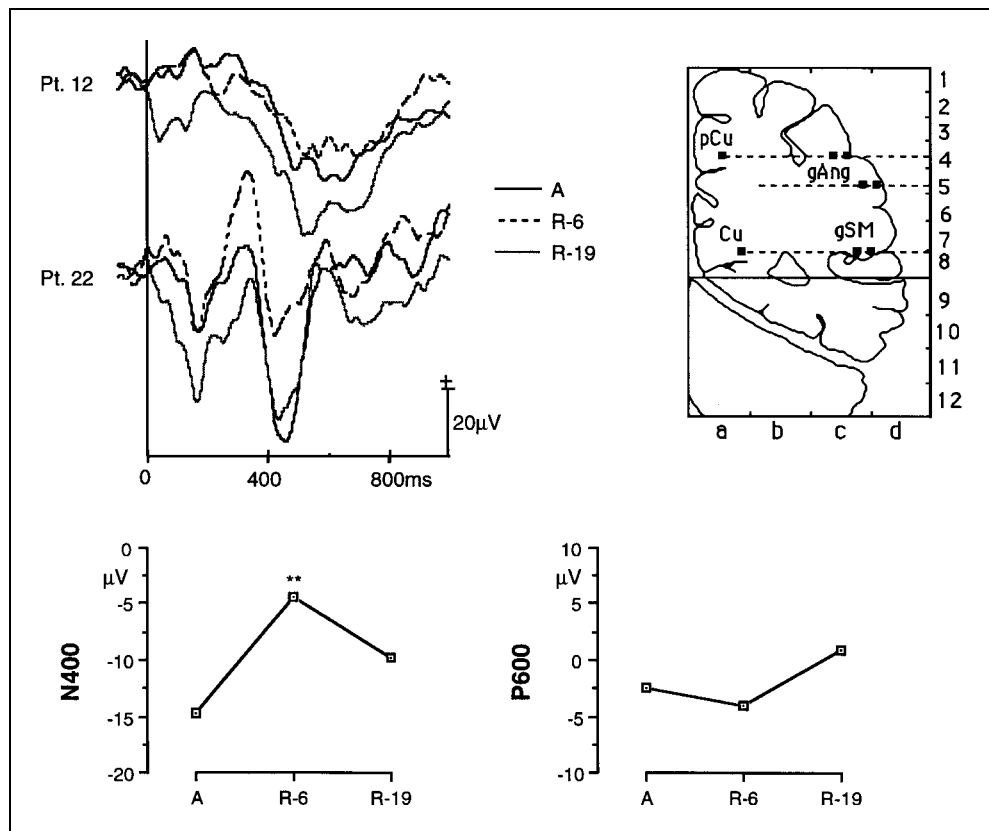 Pt. 12
Pt. 22
A
R-6
R-19
20μV
0 400 800ms
pCu
gAng
Cu
gSM
1
2
3
4
5
6
7
8
9
10
11
12
a b c d
N400
μV
0
-5
-10
-15
-20
**
A R-6 R-19
P600
μV
10
5
0
-5
-10
A R-6 R-19